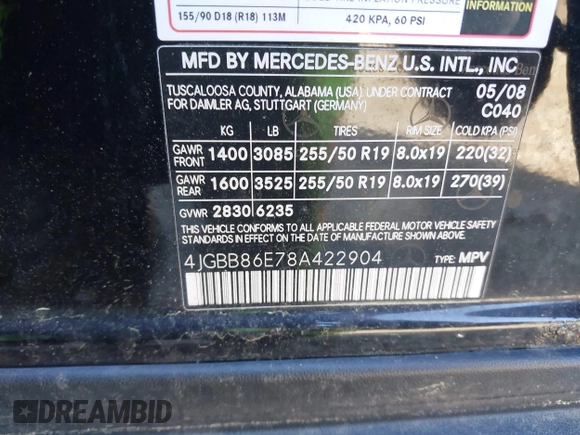 155/90 D18 (R18) 113M
420 KPA, 60 PSI
INFORMATION
MFD BY MERCEDES-BENZ U.S. INTL., INC
TUSCALOOSA COUNTY, ALABAMA (USA) UNDER CONTRACT 05/08
FOR DAIMLER AG, STUTTGART (GERMANY) C040
KG LB TIRES RIM SIZE COLD KPA (PSI)
GAWR FRONT 1400 3085 255/50 R19 8.0x19 220(32)
GAWR REAR 1600 3525 255/50 R19 8.0x19 270(39)
GVWR 2830 6235
THIS VEHICLE CONFORMS TO ALL APPLICABLE FEDERAL MOTOR VEHICLE SAFETY
STANDARDS IN EFFECT ON THE DATE OF MANUFACTURE SHOWN ABOVE.
4JGBB86E78A422904 TYPE: MPV
DREAMBID